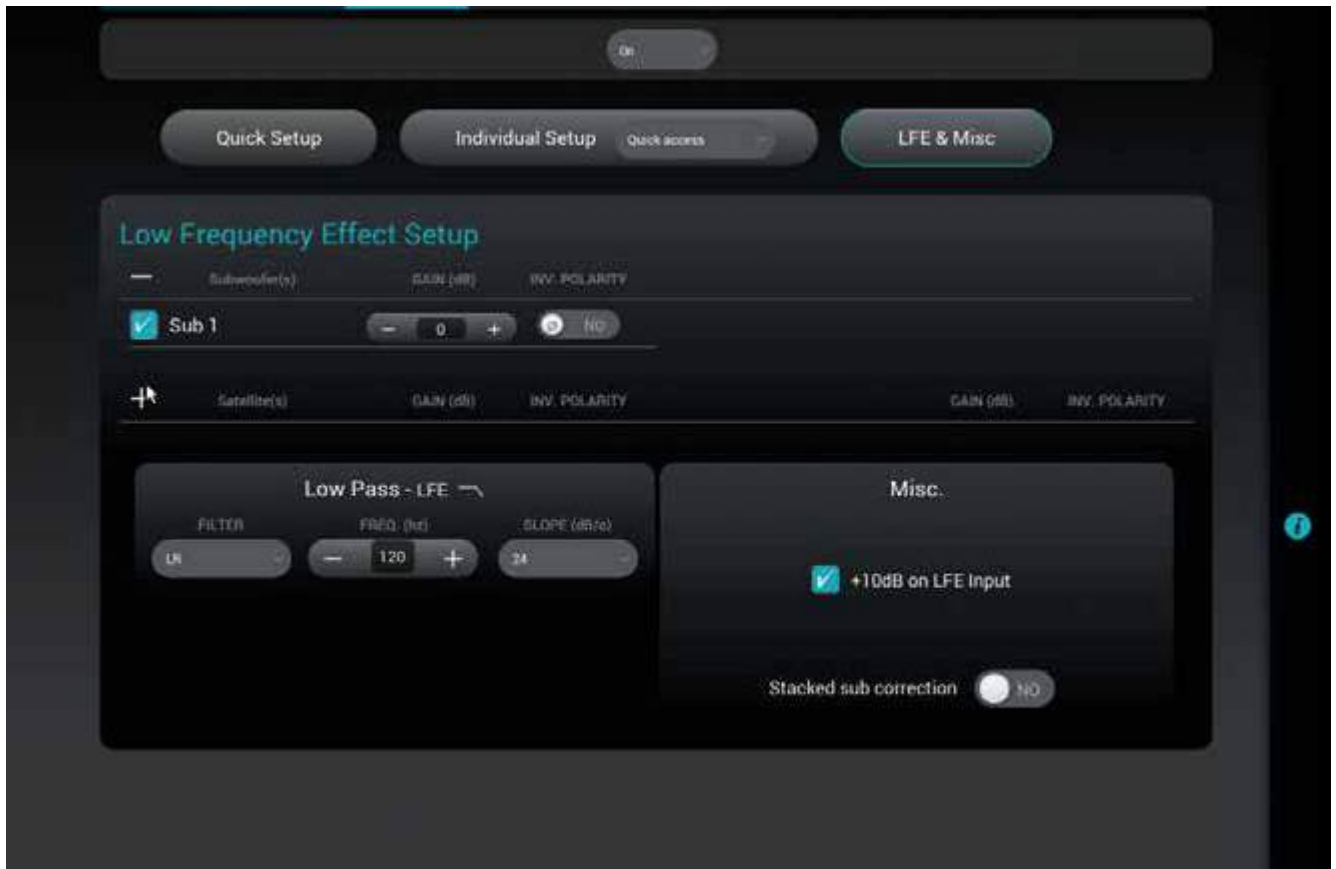 On
Quick Setup
Individual Setup Quick access
LFE & Misc
Low Frequency Effect Setup
Subwoofer(s) GAIN (dB) INV. POLARITY
Sub 1 − 0 + NO
Satellite(s) GAIN (dB) INV. POLARITY GAIN (dB) INV. POLARITY
Low Pass - LFE
FILTER FREQ. (hz) SLOPE (dB/o)
LR − 120 + 24
Misc.
+10dB on LFE Input
Stacked sub correction NO
i